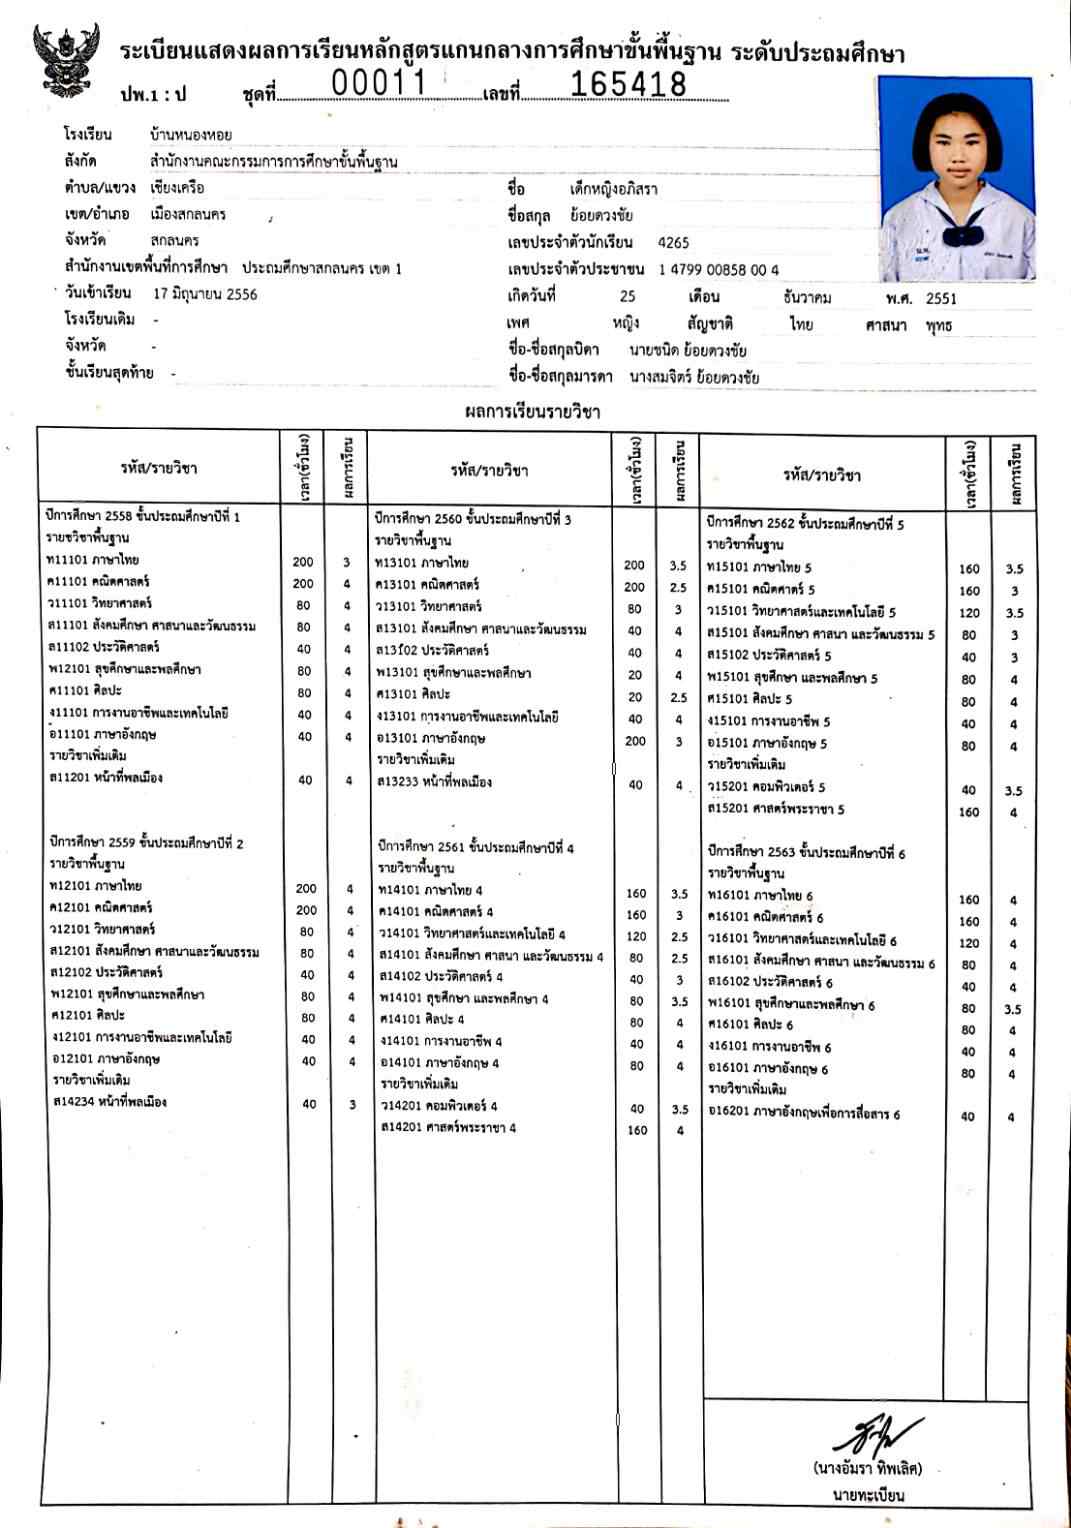 ระเบียนแสดงผลการเรียนหลักสูตรแกนกลางการศึกษาขั้นพื้นฐาน ระดับประถมศึกษา
ปพ.1 : ป ชุดที่ 00011 เลขที่ 165418
โรงเรียน บ้านหนองหอย
สังกัด สำนักงานคณะกรรมการการศึกษาขั้นพื้นฐาน
ตำบล/แขวง เชียงเครือ
เขต/อำเภอ เมืองสกลนคร
จังหวัด สกลนคร
สำนักงานเขตพื้นที่การศึกษา ประถมศึกษาสกลนคร เขต 1
วันเข้าเรียน 17 มิถุนายน 2556
โรงเรียนเดิม -
จังหวัด -
ชั้นเรียนสุดท้าย -
ชื่อ เด็กหญิงอภิสรา
ชื่อสกุล ย้อยดวงชัย
เลขประจำตัวนักเรียน 4265
เลขประจำตัวประชาชน 1 4799 00858 00 4
เกิดวันที่ 25 เดือน ธันวาคม พ.ศ. 2551
เพศ หญิง สัญชาติ ไทย ศาสนา พุทธ
ชื่อ-ชื่อสกุลบิดา นายชนิด ย้อยดวงชัย
ชื่อ-ชื่อสกุลมารดา นางสมจิตร์ ย้อยดวงชัย
ผลการเรียนรายวิชา
รหัส/รายวิชา เวลา(ชั่วโมง) ผลการเรียน
ปีการศึกษา 2558 ชั้นประถมศึกษาปีที่ 1
รายชวิชาพื้นฐาน
ท11101 ภาษาไทย 200 3
ค11101 คณิตศาสตร์ 200 4
ว11101 วิทยาศาสตร์ 80 4
ส11101 สังคมศึกษา ศาสนาและวัฒนธรรม 80 4
ส11102 ประวัติศาสตร์ 40 4
พ12101 สุขศึกษาและพลศึกษา 80 4
ศ11101 ศิลปะ 80 4
ง11101 การงานอาชีพและเทคโนโลยี 40 4
อ11101 ภาษาอังกฤษ 40 4
รายวิชาเพิ่มเติม
ส11201 หน้าที่พลเมือง 40 4
ปีการศึกษา 2559 ชั้นประถมศึกษาปีที่ 2
รายวิชาพื้นฐาน
ท12101 ภาษาไทย 200 4
ค12101 คณิตศาสตร์ 200 4
ว12101 วิทยาศาสตร์ 80 4
ส12101 สังคมศึกษา ศาสนาและวัฒนธรรม 80 4
ส12102 ประวัติศาสตร์ 40 4
พ12101 สุขศึกษาและพลศึกษา 80 4
ศ12101 ศิลปะ 80 4
ง12101 การงานอาชีพและเทคโนโลยี 40 4
อ12101 ภาษาอังกฤษ 40 4
รายวิชาเพิ่มเติม
ส14234 หน้าที่พลเมือง 40 3
รหัส/รายวิชา เวลา(ชั่วโมง) ผลการเรียน
ปีการศึกษา 2560 ชั้นประถมศึกษาปีที่ 3
รายวิชาพื้นฐาน
ท13101 ภาษาไทย 200 3.5
ค13101 คณิตศาสตร์ 200 2.5
ว13101 วิทยาศาสตร์ 80 3
ส13101 สังคมศึกษา ศาสนาและวัฒนธรรม 40 4
ส13102 ประวัติศาสตร์ 40 4
พ13101 สุขศึกษาและพลศึกษา 20 4
ศ13101 ศิลปะ 20 2.5
ง13101 การงานอาชีพและเทคโนโลยี 40 4
อ13101 ภาษาอังกฤษ 200 3
รายวิชาเพิ่มเติม
ส13233 หน้าที่พลเมือง 40 4
ปีการศึกษา 2561 ชั้นประถมศึกษาปีที่ 4
รายวิชาพื้นฐาน
ท14101 ภาษาไทย 4 160 3.5
ค14101 คณิตศาสตร์ 4 160 3
ว14101 วิทยาศาสตร์และเทคโนโลยี 4 120 2.5
ส14101 สังคมศึกษา ศาสนา และวัฒนธรรม 4 80 2.5
ส14102 ประวัติศาสตร์ 4 40 3
พ14101 สุขศึกษา และพลศึกษา 4 80 3.5
ศ14101 ศิลปะ 4 80 4
ง14101 การงานอาชีพ 4 40 4
อ14101 ภาษาอังกฤษ 4 80 4
รายวิชาเพิ่มเติม
ว14201 คอมพิวเตอร์ 4 40 3.5
ส14201 ศาสตร์พระราชา 4 160 4
รหัส/รายวิชา เวลา(ชั่วโมง) ผลการเรียน
ปีการศึกษา 2562 ชั้นประถมศึกษาปีที่ 5
รายวิชาพื้นฐาน
ท15101 ภาษาไทย 5 160 3.5
ค15101 คณิตศาตร์ 5 160 3
ว15101 วิทยาศาสตร์และเทคโนโลยี 5 120 3.5
ส15101 สังคมศึกษา ศาสนา และวัฒนธรรม 5 80 3
ส15102 ประวัติศาสตร์ 5 40 3
พ15101 สุขศึกษา และพลศึกษา 5 80 4
ศ15101 ศิลปะ 5 80 4
ง15101 การงานอาชีพ 5 40 4
อ15101 ภาษาอังกฤษ 5 80 4
รายวิชาเพิ่มเติม
ว15201 คอมพิวเตอร์ 5 40 3.5
ส15201 ศาสตร์พระราชา 5 160 4
ปีการศึกษา 2563 ชั้นประถมศึกษาปีที่ 6
รายวิชาพื้นฐาน
ท16101 ภาษาไทย 6 160 4
ค16101 คณิตศาสตร์ 6 160 4
ว16101 วิทยาศาสตร์และเทคโนโลยี 6 120 4
ส16101 สังคมศึกษา ศาสนา และวัฒนธรรม 6 80 4
ส16102 ประวัติศาสตร์ 6 40 4
พ16101 สุขศึกษาและพลศึกษา 6 80 3.5
ศ16101 ศิลปะ 6 80 4
ง16101 การงานอาชีพ 6 40 4
อ16101 ภาษาอังกฤษ 6 80 4
รายวิชาเพิ่มเติม
อ16201 ภาษาอังกฤษเพื่อการสื่อสาร 6 40 4
(นางอัมรา ทิพเลิศ)
นายทะเบียน